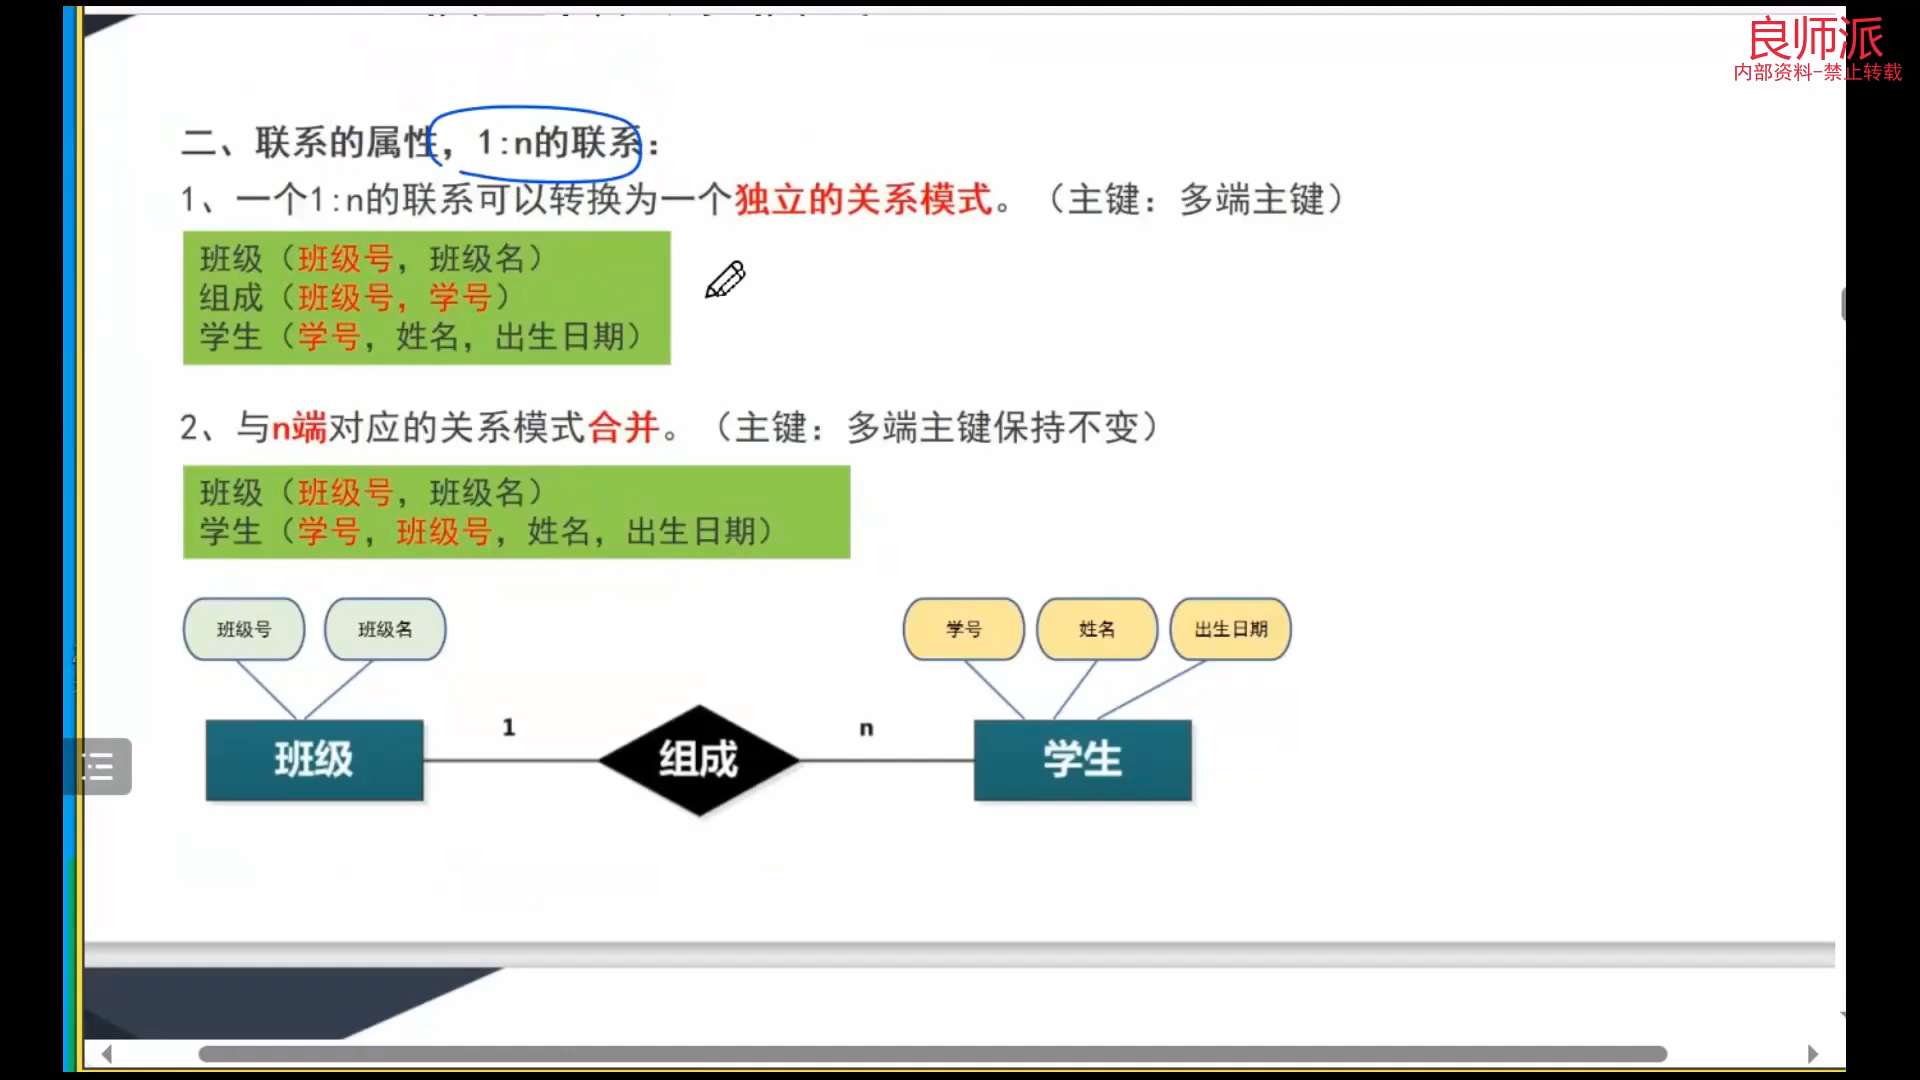 良师派
内部资料-禁止转载
二、联系的属性，1:n的联系：
1、一个1:n的联系可以转换为一个独立的关系模式。（主键：多端主键）
班级（班级号，班级名）
组成（班级号，学号）
学生（学号，姓名，出生日期）
2、与n端对应的关系模式合并。（主键：多端主键保持不变）
班级（班级号，班级名）
学生（学号，班级号，姓名，出生日期）
班级号 班级名 学号 姓名 出生日期
1 n
班级 组成 学生